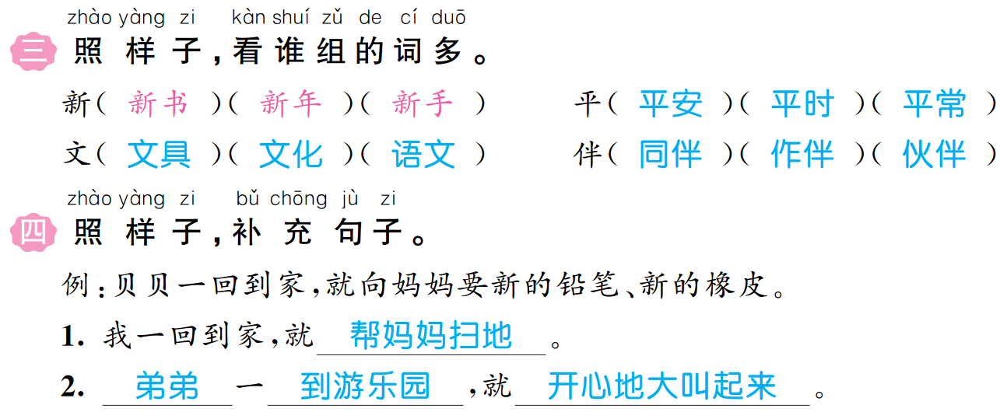 zhào yàng zi kàn shuí zǔ de cí duō
三 照样子,看谁组的词多。
新( 新书 )( 新年 )( 新手 ) 平( 平安 )( 平时 )( 平常 )
文( 文具 )( 文化 )( 语文 ) 伴( 同伴 )( 作伴 )( 伙伴 )
zhào yàng zi bǔ chōng jù zi
四 照样子,补充句子。
例:贝贝一回到家,就向妈妈要新的铅笔、新的橡皮。
1. 我一回到家,就 帮妈妈扫地 。
2. 弟弟 一 到游乐园 ,就 开心地大叫起来 。